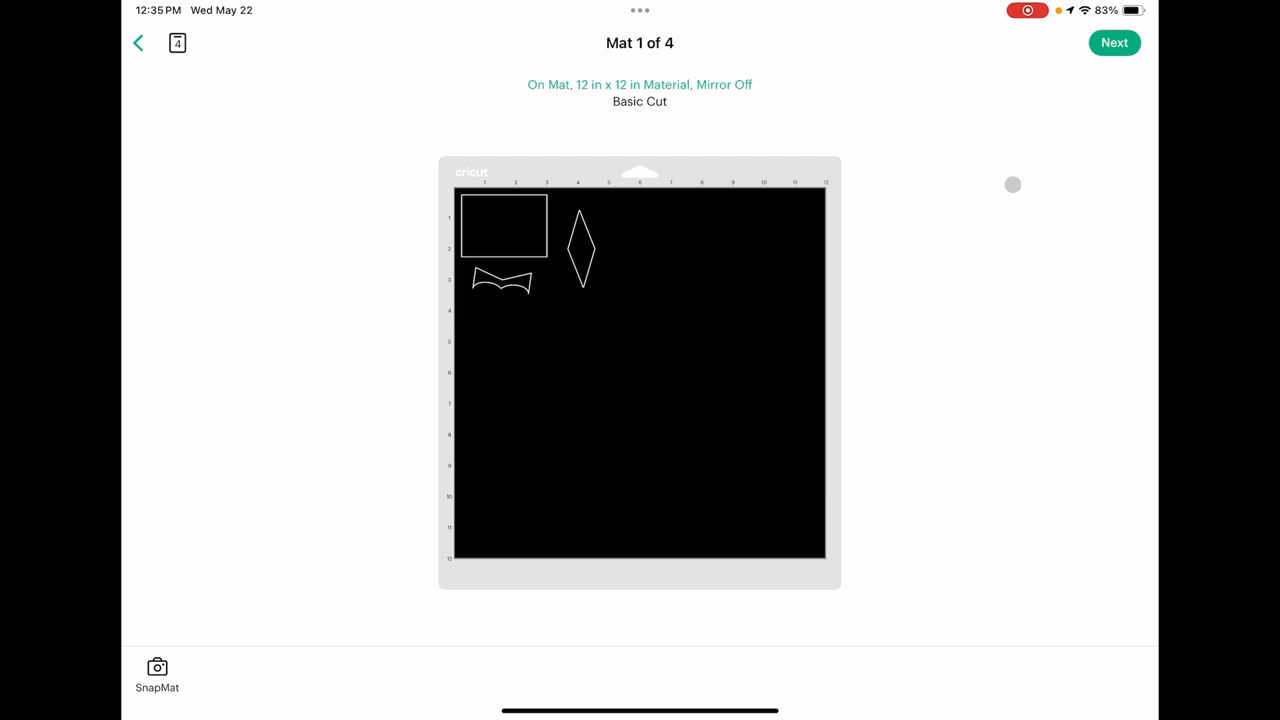 12:35 PM Wed May 22
83%
4
Mat 1 of 4
Next
On Mat, 12 in x 12 in Material, Mirror Off
Basic Cut
cricut
1 2 3 4 5 6 7 8 9 10 11 12
1
2
3
4
5
6
7
8
9
10
11
12
SnapMat